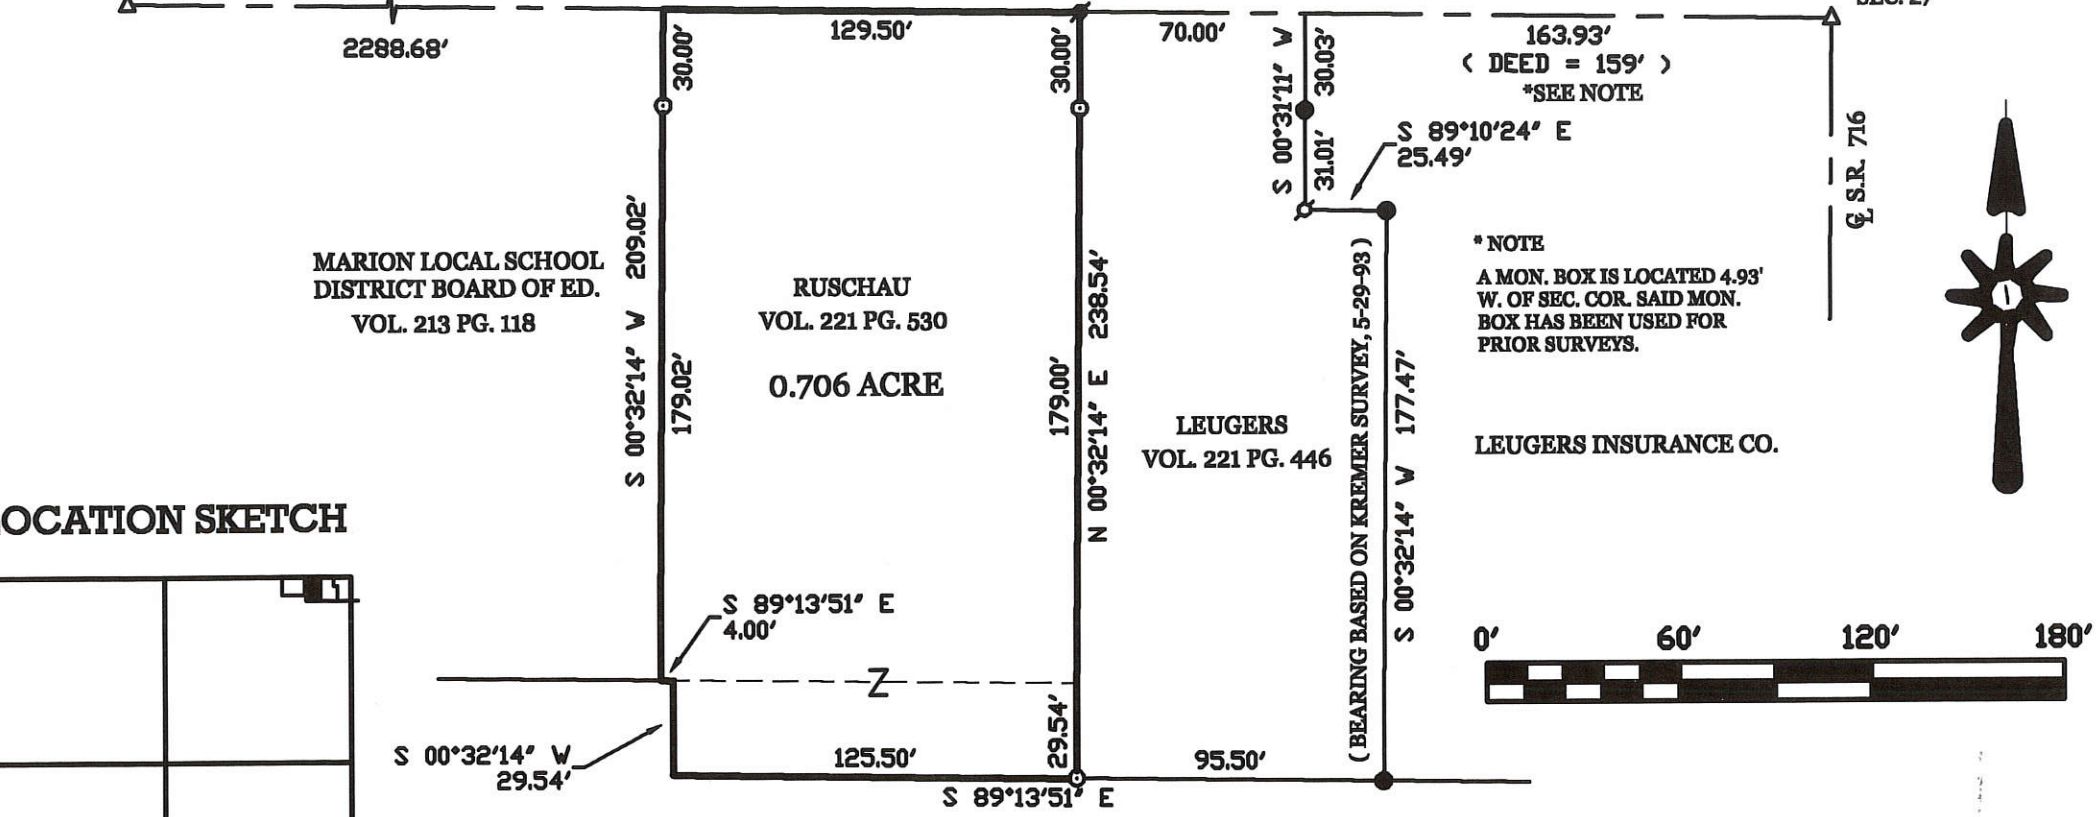 SEC. 27
2288.68'
129.50'
70.00'
163.93'
( DEED = 159' )
*SEE NOTE
30.00'
30.00'
S 00°31'11" W
30.03'
31.01'
S 89°10'24" E
25.49'
℄ S.R. 716
MARION LOCAL SCHOOL
DISTRICT BOARD OF ED.
VOL. 213 PG. 118
S 00°32'14" W 209.02'
179.02'
RUSCHAU
VOL. 221 PG. 530
0.706 ACRE
179.00'
N 00°32'14" E 238.54'
LEUGERS
VOL. 221 PG. 446
( BEARING BASED ON KREMER SURVEY, 5-29-93 )
S 00°32'14" W 177.47'
* NOTE
A MON. BOX IS LOCATED 4.93'
W. OF SEC. COR. SAID MON.
BOX HAS BEEN USED FOR
PRIOR SURVEYS.
LEUGERS INSURANCE CO.
1
OCATION SKETCH
S 89°13'51" E
4.00'
Z
S 00°32'14" W
29.54'
125.50'
29.54'
95.50'
S 89°13'51" E
0' 60' 120' 180'